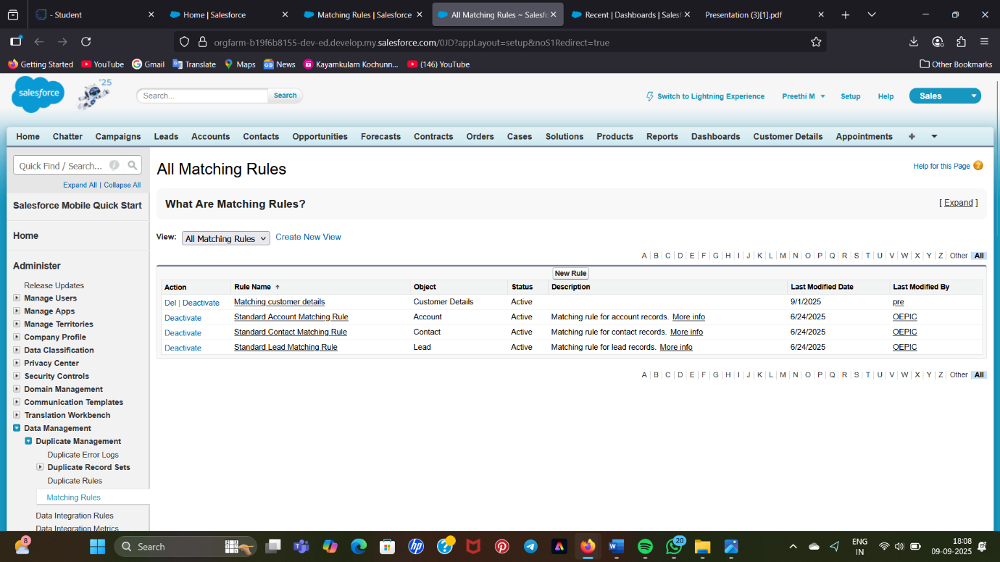 - Student
Home | Salesforce
Matching Rules | Salesforce
All Matching Rules ~ Salesfo
Recent | Dashboards | Salesf
Presentation (3)[1].pdf
orgfarm-b19f6b8155-dev-ed.develop.my.salesforce.com/0JD?appLayout=setup&noS1Redirect=true
Getting Started
YouTube
Gmail
Translate
Maps
News
Kayamkulam Kochunn...
(146) YouTube
Other Bookmarks
salesforce
'25
Search...
Search
Switch to Lightning Experience
Preethi M
Setup
Help
Sales
Home
Chatter
Campaigns
Leads
Accounts
Contacts
Opportunities
Forecasts
Contracts
Orders
Cases
Solutions
Products
Reports
Dashboards
Customer Details
Appointments
+
Quick Find / Search...
Expand All | Collapse All
Salesforce Mobile Quick Start
Home
Administer
Release Updates
Manage Users
Manage Apps
Manage Territories
Company Profile
Data Classification
Privacy Center
Security Controls
Domain Management
Communication Templates
Translation Workbench
Data Management
Duplicate Management
Duplicate Error Logs
Duplicate Record Sets
Duplicate Rules
Matching Rules
Data Integration Rules
Data Integration Metrics
All Matching Rules
Help for this Page ?
What Are Matching Rules?
[ Expand ]
View: All Matching Rules Create New View
A | B | C | D | E | F | G | H | I | J | K | L | M | N | O | P | Q | R | S | T | U | V | W | X | Y | Z | Other | All
New Rule
Action Rule Name Object Status Description Last Modified Date Last Modified By
Del | Deactivate Matching customer details Customer Details Active 9/1/2025 pre
Deactivate Standard Account Matching Rule Account Active Matching rule for account records. More info 6/24/2025 OEPIC
Deactivate Standard Contact Matching Rule Contact Active Matching rule for contact records. More info 6/24/2025 OEPIC
Deactivate Standard Lead Matching Rule Lead Active Matching rule for lead records. More info 6/24/2025 OEPIC
A | B | C | D | E | F | G | H | I | J | K | L | M | N | O | P | Q | R | S | T | U | V | W | X | Y | Z | Other | All
8
Search
20
ENG
IN
18:08
09-09-2025